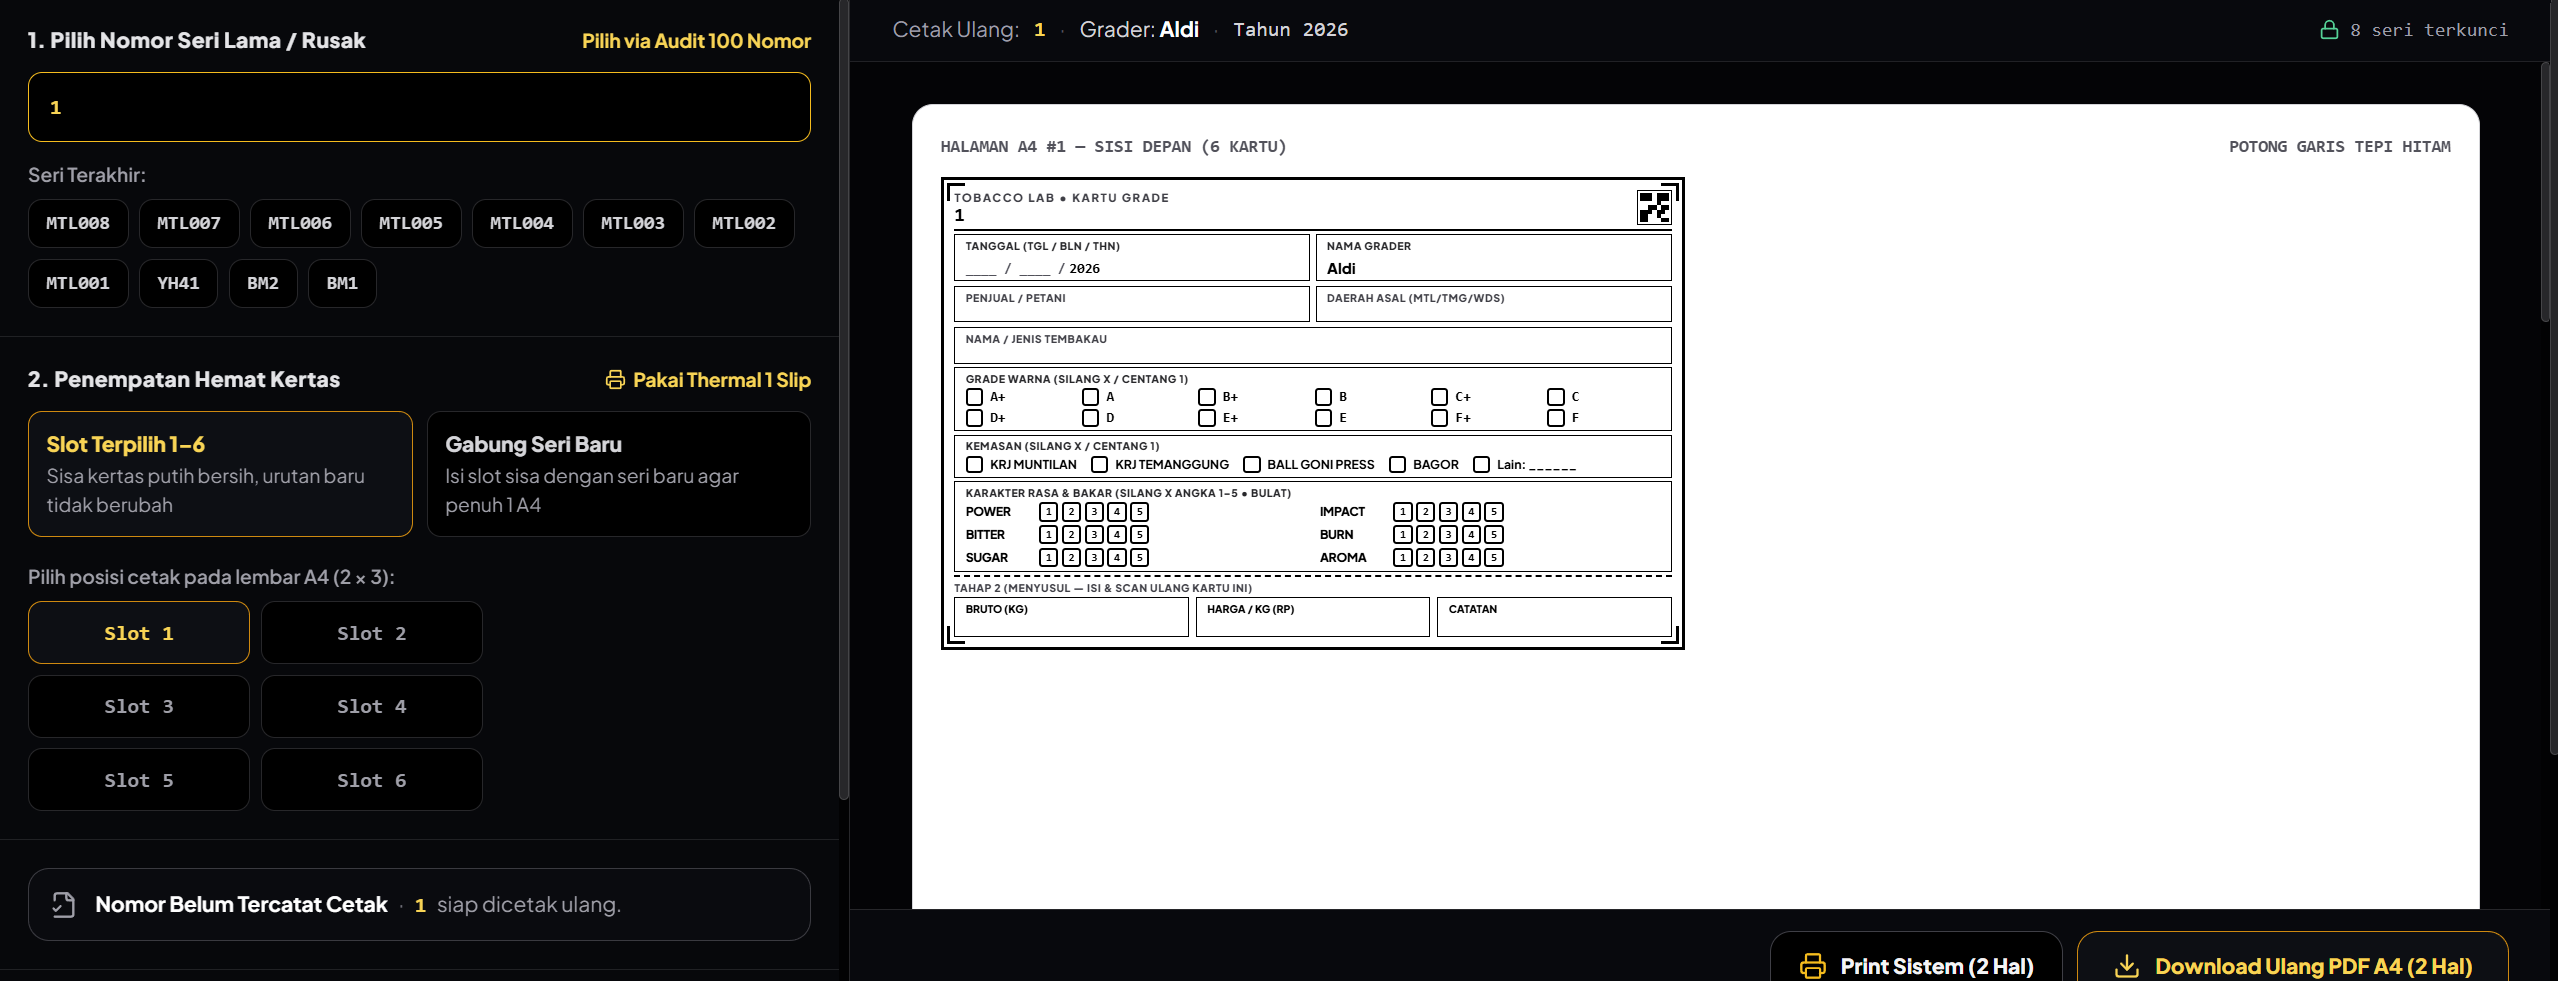 1. Pilih Nomor Seri Lama / Rusak
Pilih via Audit 100 Nomor
1
Seri Terakhir:
MTL008 MTL007 MTL006 MTL005 MTL004 MTL003 MTL002
MTL001 YH41 BM2 BM1
2. Penempatan Hemat Kertas
Pakai Thermal 1 Slip
Slot Terpilih 1–6
Sisa kertas putih bersih, urutan baru
tidak berubah
Gabung Seri Baru
Isi slot sisa dengan seri baru agar
penuh 1 A4
Pilih posisi cetak pada lembar A4 (2 × 3):
Slot 1 Slot 2
Slot 3 Slot 4
Slot 5 Slot 6
Nomor Belum Tercatat Cetak · 1 siap dicetak ulang.
Cetak Ulang: 1 · Grader: Aldi · Tahun 2026
8 seri terkunci
HALAMAN A4 #1 — SISI DEPAN (6 KARTU)
POTONG GARIS TEPI HITAM
TOBACCO LAB ● KARTU GRADE
1
TANGGAL (TGL / BLN / THN)
____ / ____ / 2026
NAMA GRADER
Aldi
PENJUAL / PETANI
DAERAH ASAL (MTL/TMG/WDS)
NAMA / JENIS TEMBAKAU
GRADE WARNA (SILANG X / CENTANG 1)
A+ A B+ B C+ C
D+ D E+ E F+ F
KEMASAN (SILANG X / CENTANG 1)
KRJ MUNTILAN KRJ TEMANGGUNG BALL GONI PRESS BAGOR Lain: ______
KARAKTER RASA & BAKAR (SILANG X ANGKA 1–5 ● BULAT)
POWER 1 2 3 4 5 IMPACT 1 2 3 4 5
BITTER 1 2 3 4 5 BURN 1 2 3 4 5
SUGAR 1 2 3 4 5 AROMA 1 2 3 4 5
TAHAP 2 (MENYUSUL — ISI & SCAN ULANG KARTU INI)
BRUTO (KG) HARGA / KG (RP) CATATAN
Print Sistem (2 Hal)
Download Ulang PDF A4 (2 Hal)